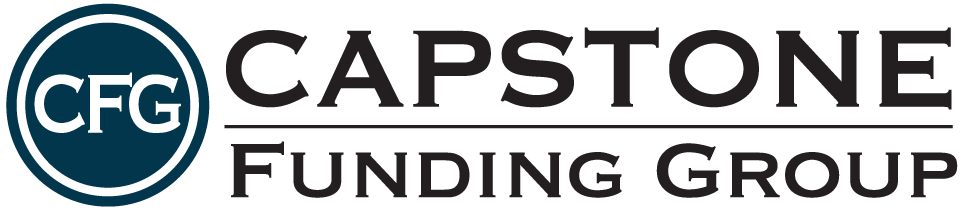 CFG
CAPSTONE
FUNDING GROUP